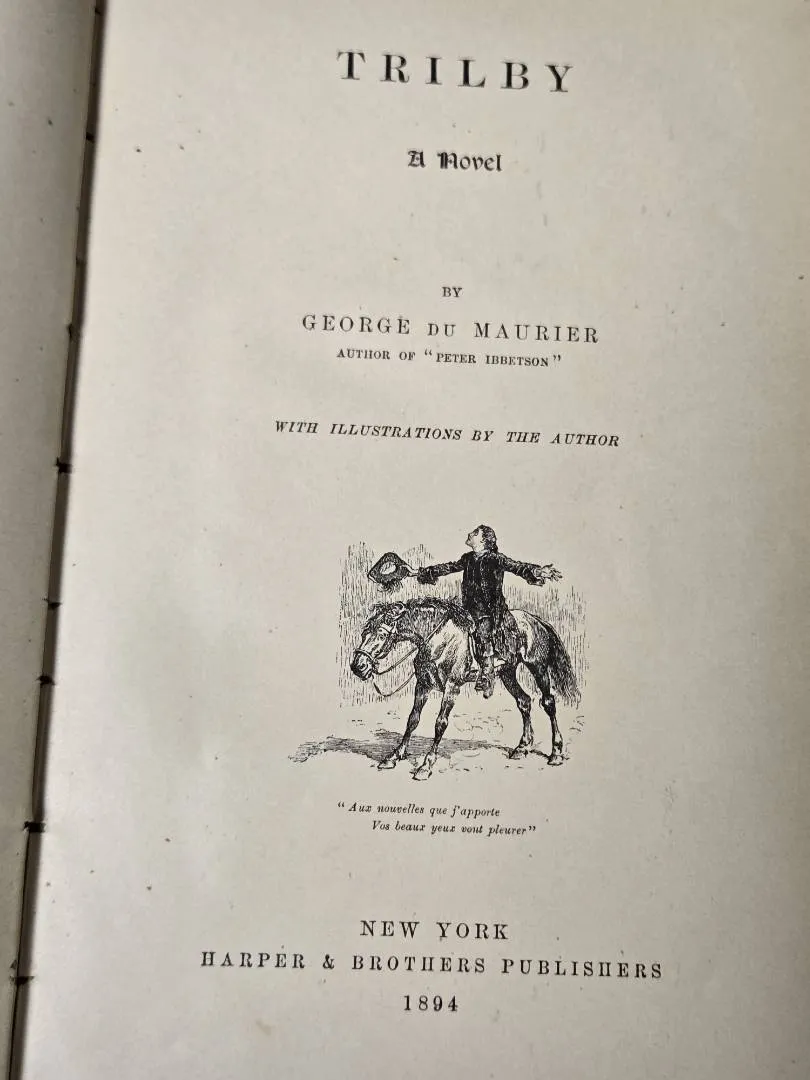 TRILBY
A Novel
BY
GEORGE DU MAURIER
AUTHOR OF "PETER IBBETSON"
WITH ILLUSTRATIONS BY THE AUTHOR
"Aux nouvelles que j'apporte
Vos beaux yeux vont pleurer"
NEW YORK
HARPER & BROTHERS PUBLISHERS
1894